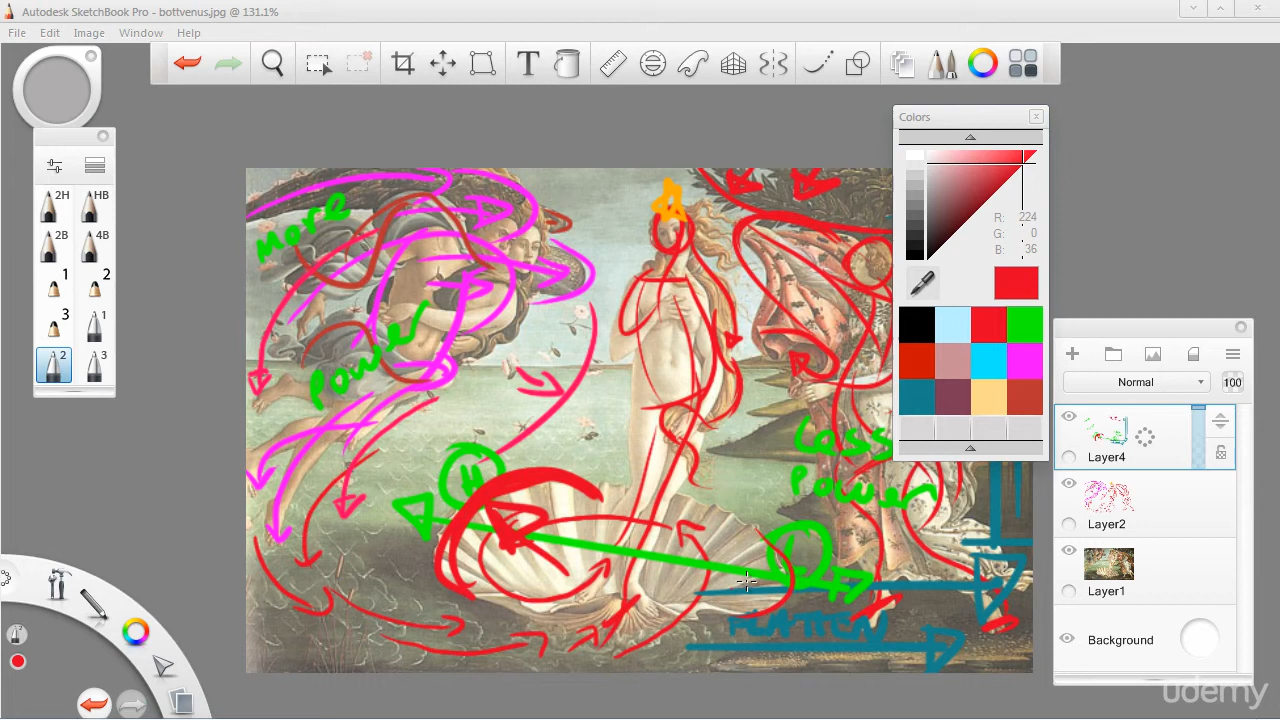 Autodesk SketchBook Pro - bottvenus.jpg @ 131.1%
File Edit Image Window Help
T
Colors
2H HB
2B 4B
1 2
3 1
2 3
R: 224
G: 0
B: 36
More
Power
H
Less
Power
L
FLATTEN
Normal 100
Layer4
Layer2
Layer1
Background
udemy